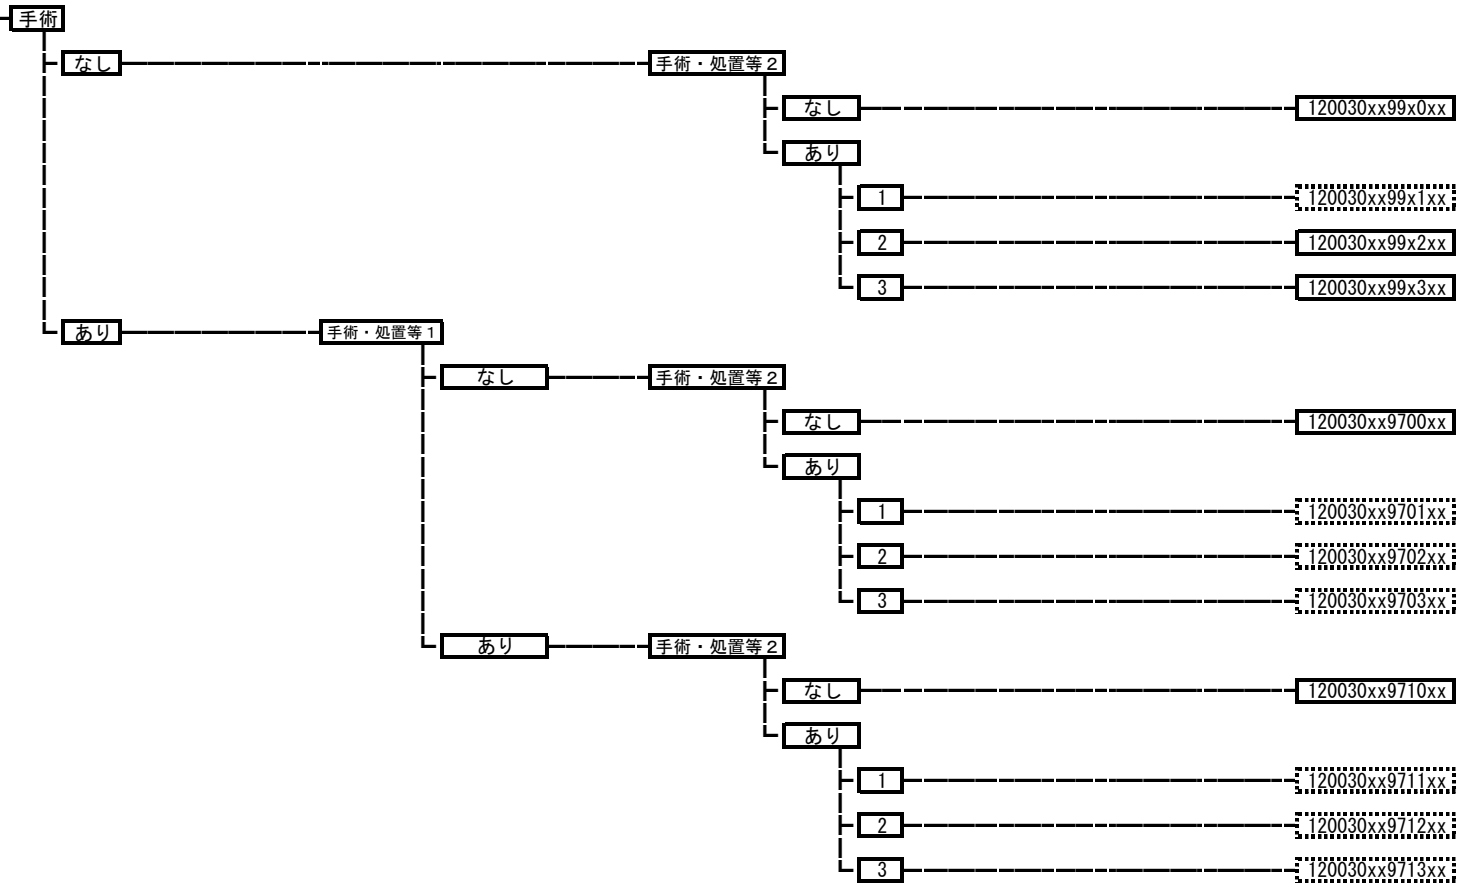 手術
なし 手術・処置等2
なし 120030xx99x0xx
あり
1 120030xx99x1xx
2 120030xx99x2xx
3 120030xx99x3xx
あり 手術・処置等1
なし 手術・処置等2
なし 120030xx9700xx
あり
1 120030xx9701xx
2 120030xx9702xx
3 120030xx9703xx
あり 手術・処置等2
なし 120030xx9710xx
あり
1 120030xx9711xx
2 120030xx9712xx
3 120030xx9713xx